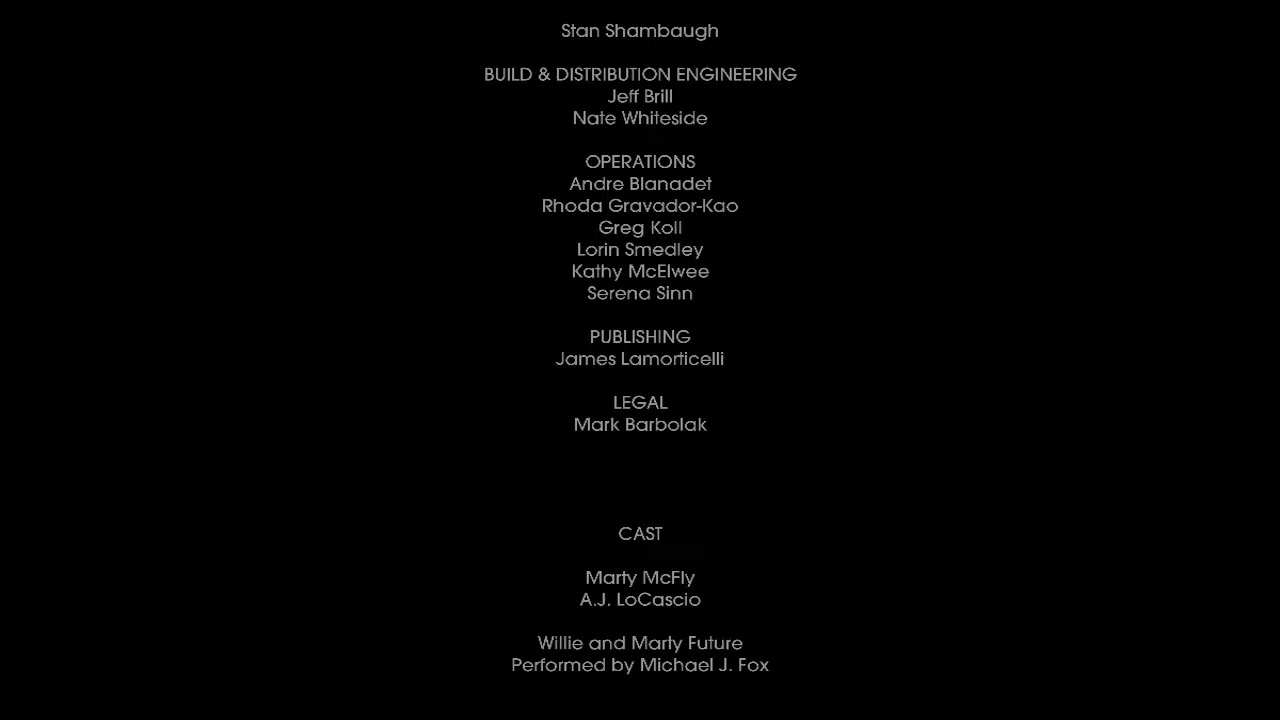 Stan Shambaugh
BUILD & DISTRIBUTION ENGINEERING
Jeff Brill
Nate Whiteside
OPERATIONS
Andre Blanadet
Rhoda Gravador-Kao
Greg Koll
Lorin Smedley
Kathy McElwee
Serena Sinn
PUBLISHING
James Lamorticelli
LEGAL
Mark Barbolak
CAST
Marty McFly
A.J. LoCascio
Willie and Marty Future
Performed by Michael J. Fox